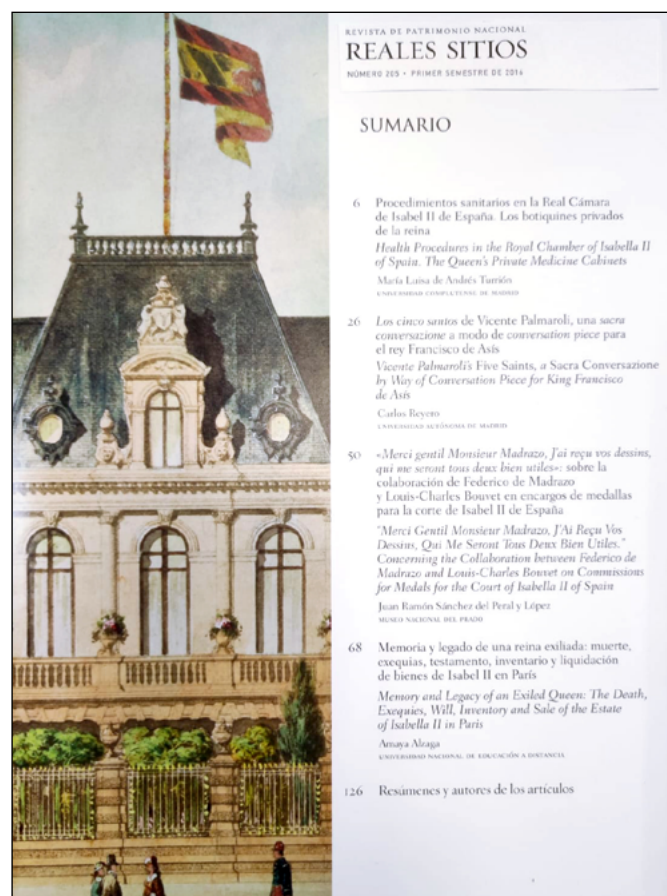 REVISTA DE PATRIMONIO NACIONAL
REALES SITIOS
NÚMERO 205 • PRIMER SEMESTRE DE 2016
SUMARIO
6 Procedimientos sanitarios en la Real Cámara
de Isabel II de España. Los botiquines privados
de la reina
Health Procedures in the Royal Chamber of Isabella II
of Spain. The Queen's Private Medicine Cabinets
María Luisa de Andrés Turrión
UNIVERSIDAD COMPLUTENSE DE MADRID
26 Los cinco santos de Vicente Palmaroli, una sacra
conversazione a modo de conversation piece para
el rey Francisco de Asís
Vicente Palmaroli's Five Saints, a Sacra Conversazione
by Way of Conversation Piece for King Francisco
de Asís
Carlos Reyero
UNIVERSIDAD AUTÓNOMA DE MADRID
50 «Merci gentil Monsieur Madrazo, J'ai reçu vos dessins,
qui me seront tous deux bien utiles»: sobre la
colaboración de Federico de Madrazo
y Louis-Charles Bouvet en encargos de medallas
para la corte de Isabel II de España
"Merci Gentil Monsieur Madrazo, J'Ai Reçu Vos
Dessins, Qui Me Seront Tous Deux Bien Utiles."
Concerning the Collaboration between Federico de
Madrazo and Louis-Charles Bouvet on Commissions
for Medals for the Court of Isabella II of Spain
Juan Ramón Sánchez del Peral y López
MUSEO NACIONAL DEL PRADO
68 Memoria y legado de una reina exiliada: muerte,
exequias, testamento, inventario y liquidación
de bienes de Isabel II en París
Memory and Legacy of an Exiled Queen: The Death,
Exequies, Will, Inventory and Sale of the Estate
of Isabella II in Paris
Amaya Alzaga
UNIVERSIDAD NACIONAL DE EDUCACIÓN A DISTANCIA
126 Resúmenes y autores de los artículos